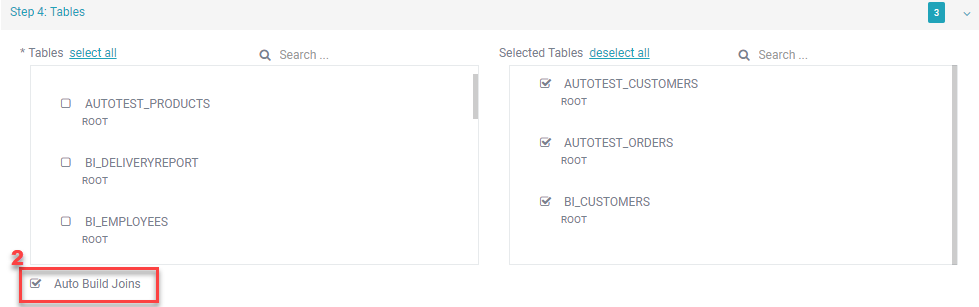 Step 4: Tables 3
* Tables select all Search ... Selected Tables deselect all Search ...
AUTOTEST_PRODUCTS
ROOT
BI_DELIVERYREPORT
ROOT
BI_EMPLOYEES
ROOT
AUTOTEST_CUSTOMERS
ROOT
AUTOTEST_ORDERS
ROOT
BI_CUSTOMERS
ROOT
2
Auto Build Joins